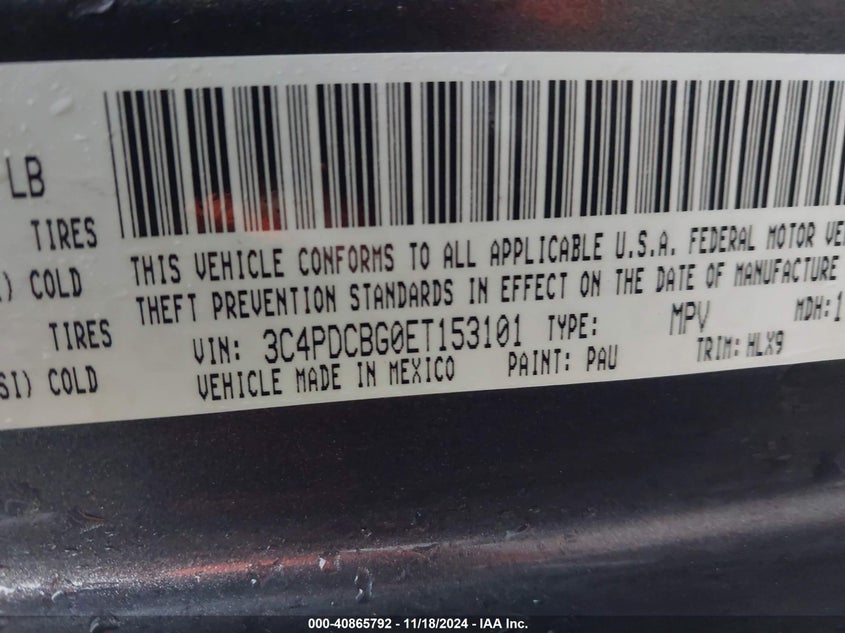 LB
TIRES
) COLD
TIRES
SI) COLD
THIS VEHICLE CONFORMS TO ALL APPLICABLE U.S.A. FEDERAL MOTOR VE
THEFT PREVENTION STANDARDS IN EFFECT ON THE DATE OF MANUFACTURE
VIN: 3C4PDCBG0ET153101 TYPE: MPV MDH: 1
VEHICLE MADE IN MEXICO PAINT: PAU TRIM: HLX9
000-40865792 - 11/18/2024 - IAA Inc.